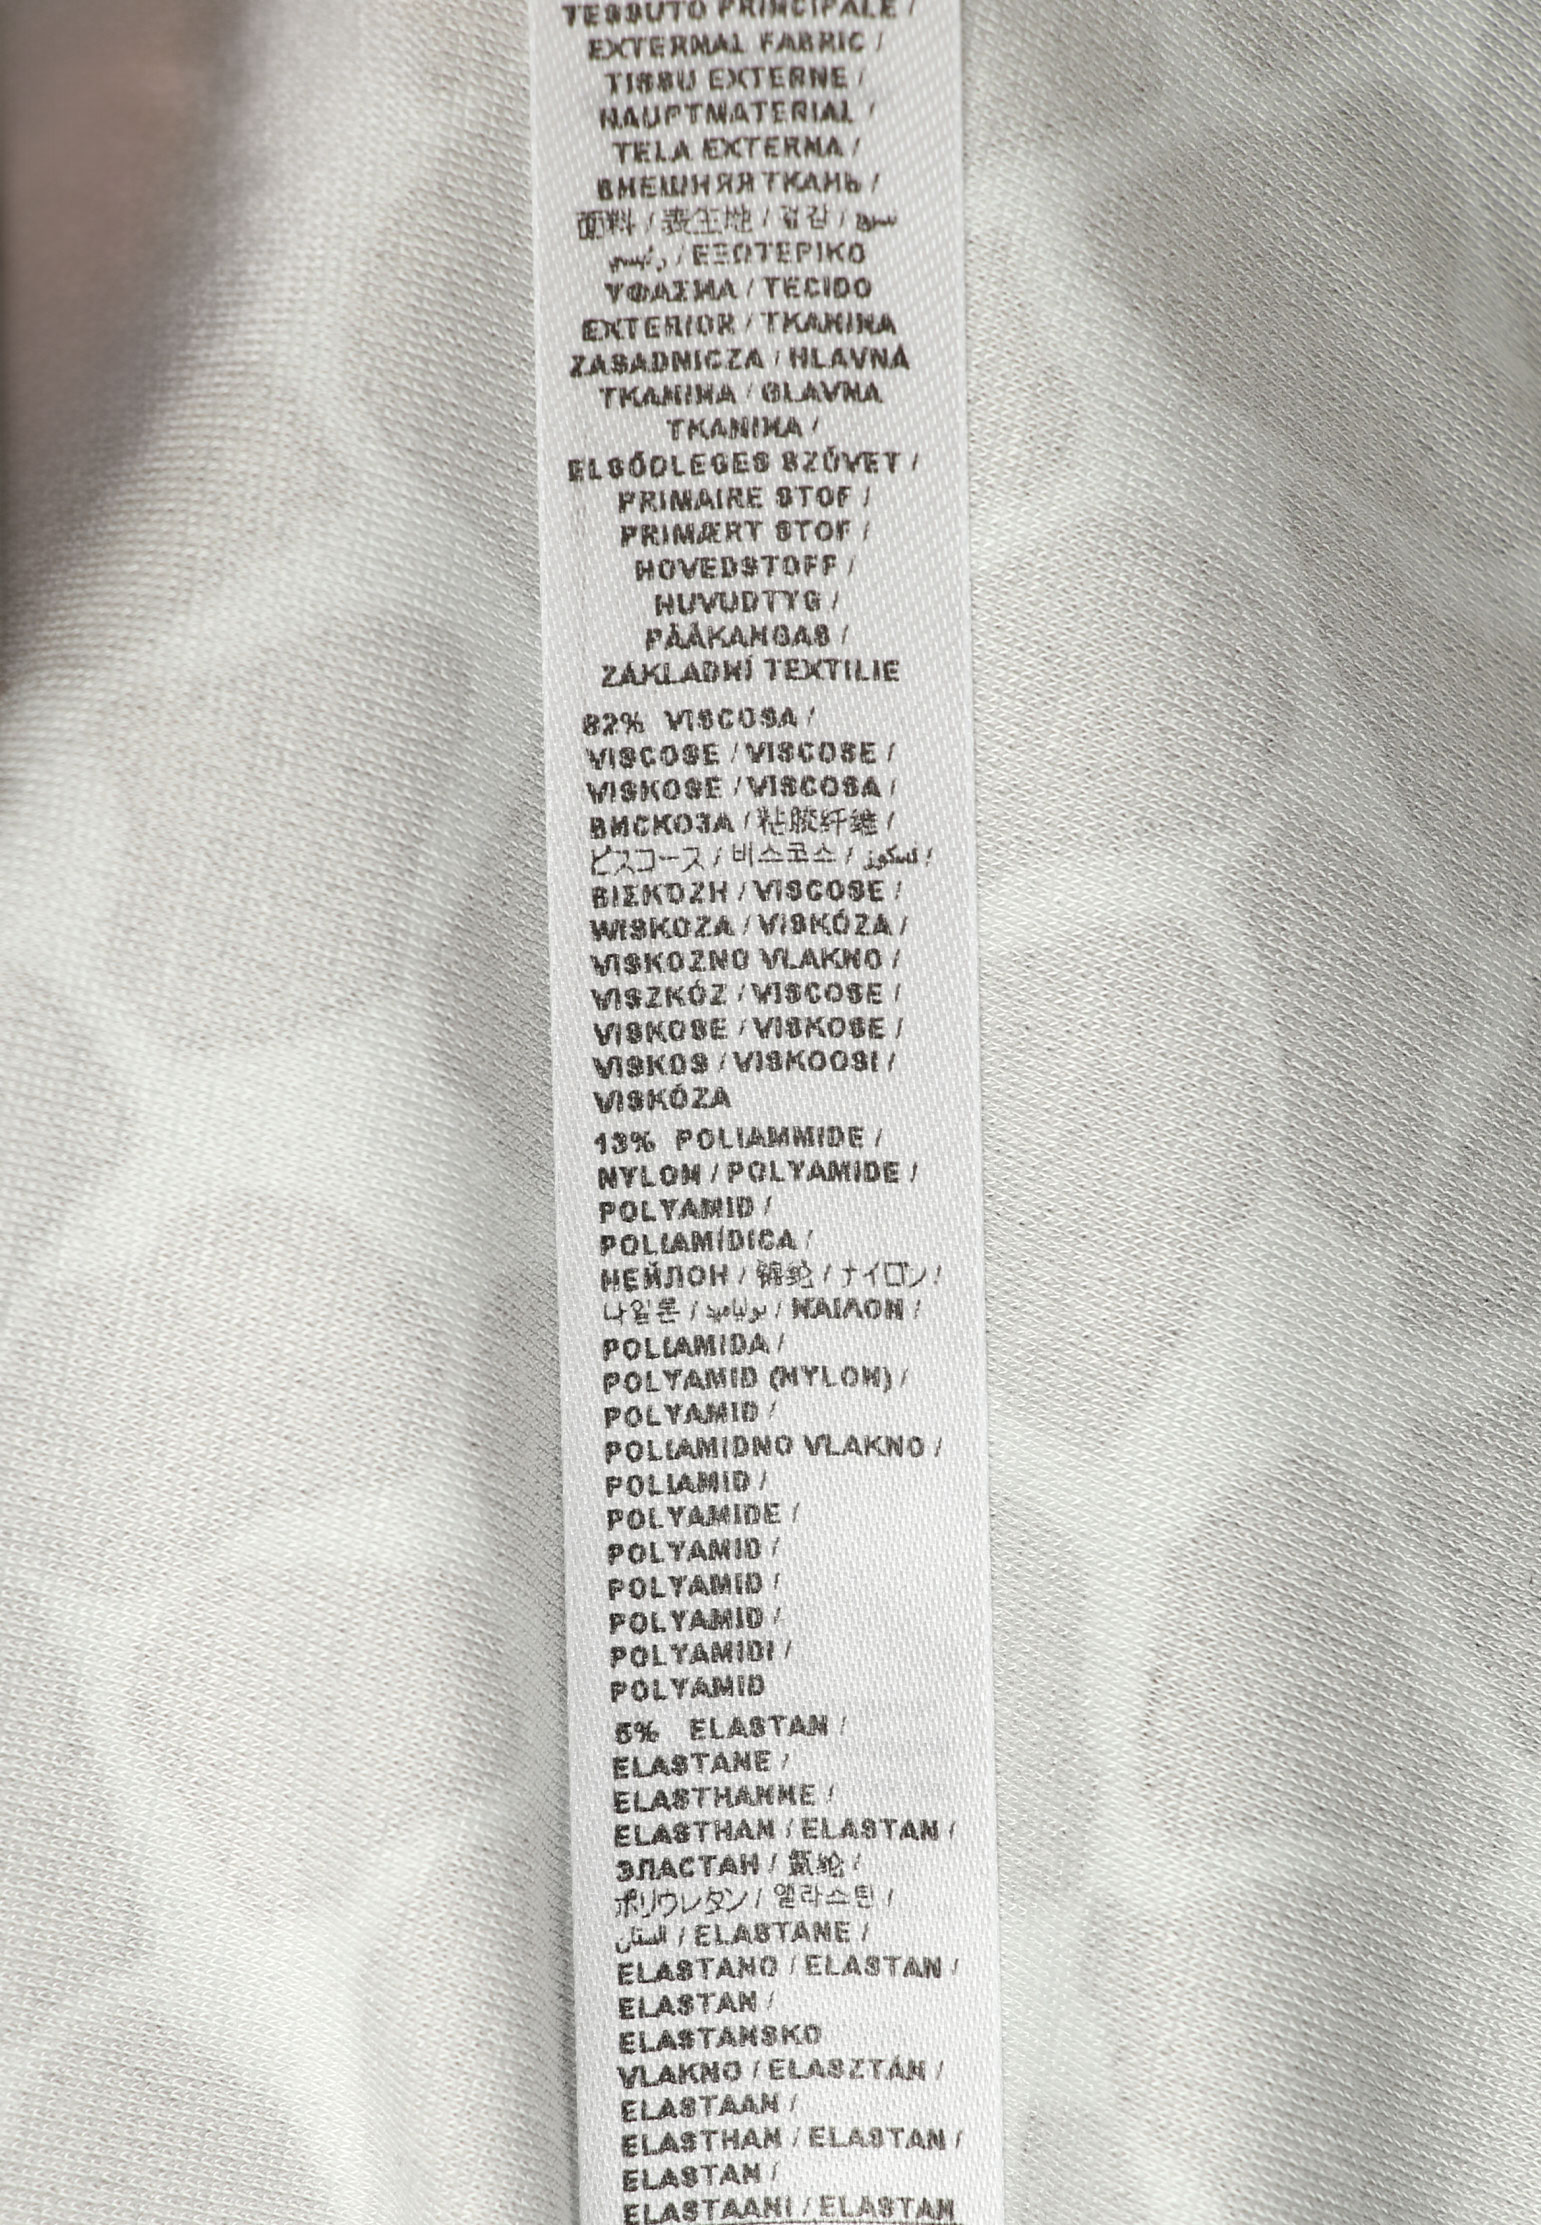 TESSUTO PRINCIPALE /
EXTERNAL FABRIC /
TISSU EXTERNE /
HAUPTMATERIAL /
TELA EXTERNA /
ВНЕШНЯЯ ТКАНЬ /
面料 / 表生地 / 겉감 / نسيج
رئيسي / ΕΞΩΤΕΡΙΚΟ
ΥΦΑΣΜΑ / TECIDO
EXTERIOR / TKANINA
ZASADNICZA / HLAVNÁ
TKANINA / GLAVNA
TKANINA /
ELSŐDLEGES SZÖVET /
PRIMAIRE STOF /
PRIMÆRT STOF /
HOVEDSTOFF /
HUVUDTYG /
PÄÄKANGAS /
ZÁKLADNÍ TEXTILIE
82% VISCOSA /
VISCOSE / VISCOSE /
VISKOSE / VISCOSA /
ВИСКОЗА / 粘胶纤维 /
ビスコース / 비스코스 / فسكوز /
ΒΙΣΚΟΖΗ / VISCOSE /
WISKOZA / VISKÓZA /
VISKOZNO VLAKNO /
VISZKÓZ / VISCOSE /
VISKOSE / VISKOSE /
VISKOS / VISKOOSI /
VISKÓZA
13% POLIAMMIDE /
NYLON / POLYAMIDE /
POLYAMID /
POLIAMÍDICA /
НЕЙЛОН / 锦纶 / ナイロン /
나일론 / بولياميد / ΝΑΙΛΟΝ /
POLIAMIDA /
POLYAMID (NYLON) /
POLYAMID /
POLIAMIDNO VLAKNO /
POLIAMID /
POLYAMIDE /
POLYAMID /
POLYAMID /
POLYAMID /
POLYAMIDI /
POLYAMID
5% ELASTAN /
ELASTANE /
ELASTHANNE /
ELASTHAN / ELASTAN /
ЭЛАСТАН / 氨纶 /
ポリウレタン / 엘라스틴 /
الستان / ELASTANE /
ELASTANO / ELASTAN /
ELASTAN /
ELASTANSKO
VLAKNO / ELASZTÁN /
ELASTAAN /
ELASTHAN / ELASTAN /
ELASTAN /
ELASTAANI / ELASTAN